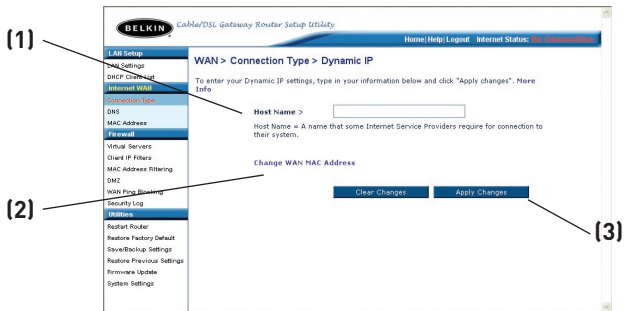 BELKIN
Cable/DSL Gateway Router Setup Utility
Home|Help|Logout Internet Status: No Connection
(1)
(2)
(3)
LAN Setup
LAN Settings
DHCP Client List
Internet WAN
Connection Type
DNS
MAC Address
Firewall
Virtual Servers
Client IP Filters
MAC Address Filtering
DMZ
WAN Ping Blocking
Security Log
Utilities
Restart Router
Restore Factory Default
Save/Backup Settings
Restore Previous Settings
Firmware Update
System Settings
WAN > Connection Type > Dynamic IP
To enter your Dynamic IP settings, type in your information below and click "Apply changes". More
Info
Host Name >
Host Name = A name that some Internet Service Providers require for connection to
their system.
Change WAN MAC Address
Clear Changes
Apply Changes